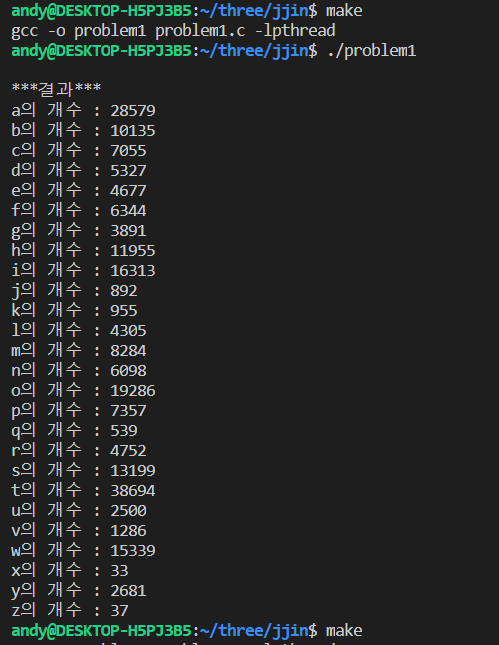 andy@DESKTOP-H5PJ3B5:~/three/jjin$ make
gcc -o problem1 problem1.c -lpthread
andy@DESKTOP-H5PJ3B5:~/three/jjin$ ./problem1
***결과***
a의 개수 : 28579
b의 개수 : 10135
c의 개수 : 7055
d의 개수 : 5327
e의 개수 : 4677
f의 개수 : 6344
g의 개수 : 3891
h의 개수 : 11955
i의 개수 : 16313
j의 개수 : 892
k의 개수 : 955
l의 개수 : 4305
m의 개수 : 8284
n의 개수 : 6098
o의 개수 : 19286
p의 개수 : 7357
q의 개수 : 539
r의 개수 : 4752
s의 개수 : 13199
t의 개수 : 38694
u의 개수 : 2500
v의 개수 : 1286
w의 개수 : 15339
x의 개수 : 33
y의 개수 : 2681
z의 개수 : 37
andy@DESKTOP-H5PJ3B5:~/three/jjin$ make